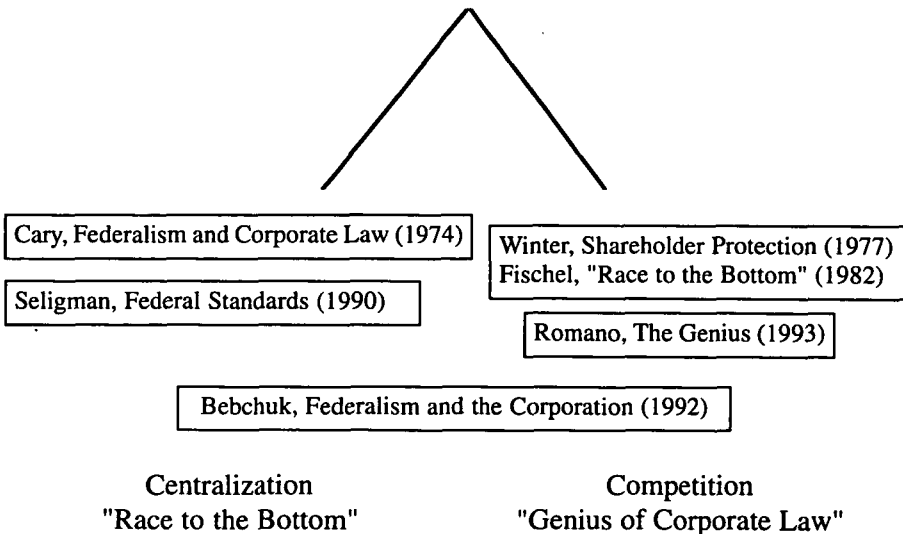 Cary, Federalism and Corporate Law (1974)
Seligman, Federal Standards (1990)
Winter, Shareholder Protection (1977)
Fischel, "Race to the Bottom" (1982)
Romano, The Genius (1993)
Bebchuk, Federalism and the Corporation (1992)
Centralization
"Race to the Bottom"
Competition
"Genius of Corporate Law"